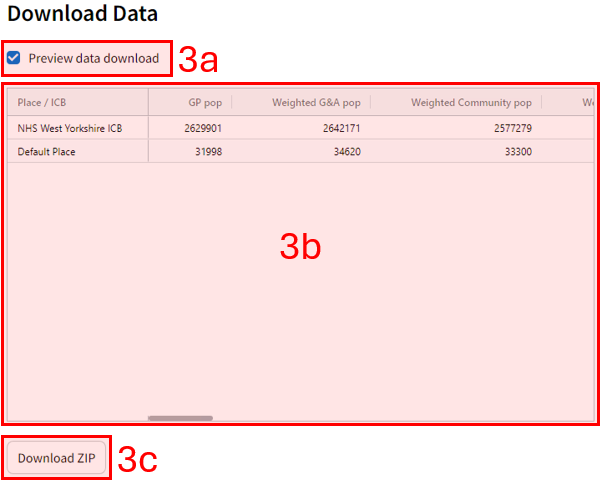 Download Data
Preview data download 3a
Place / ICB GP pop Weighted G&A pop Weighted Community pop We
NHS West Yorkshire ICB 2629901 2642171 2577279
Default Place 31998 34620 33300
3b
Download ZIP 3c